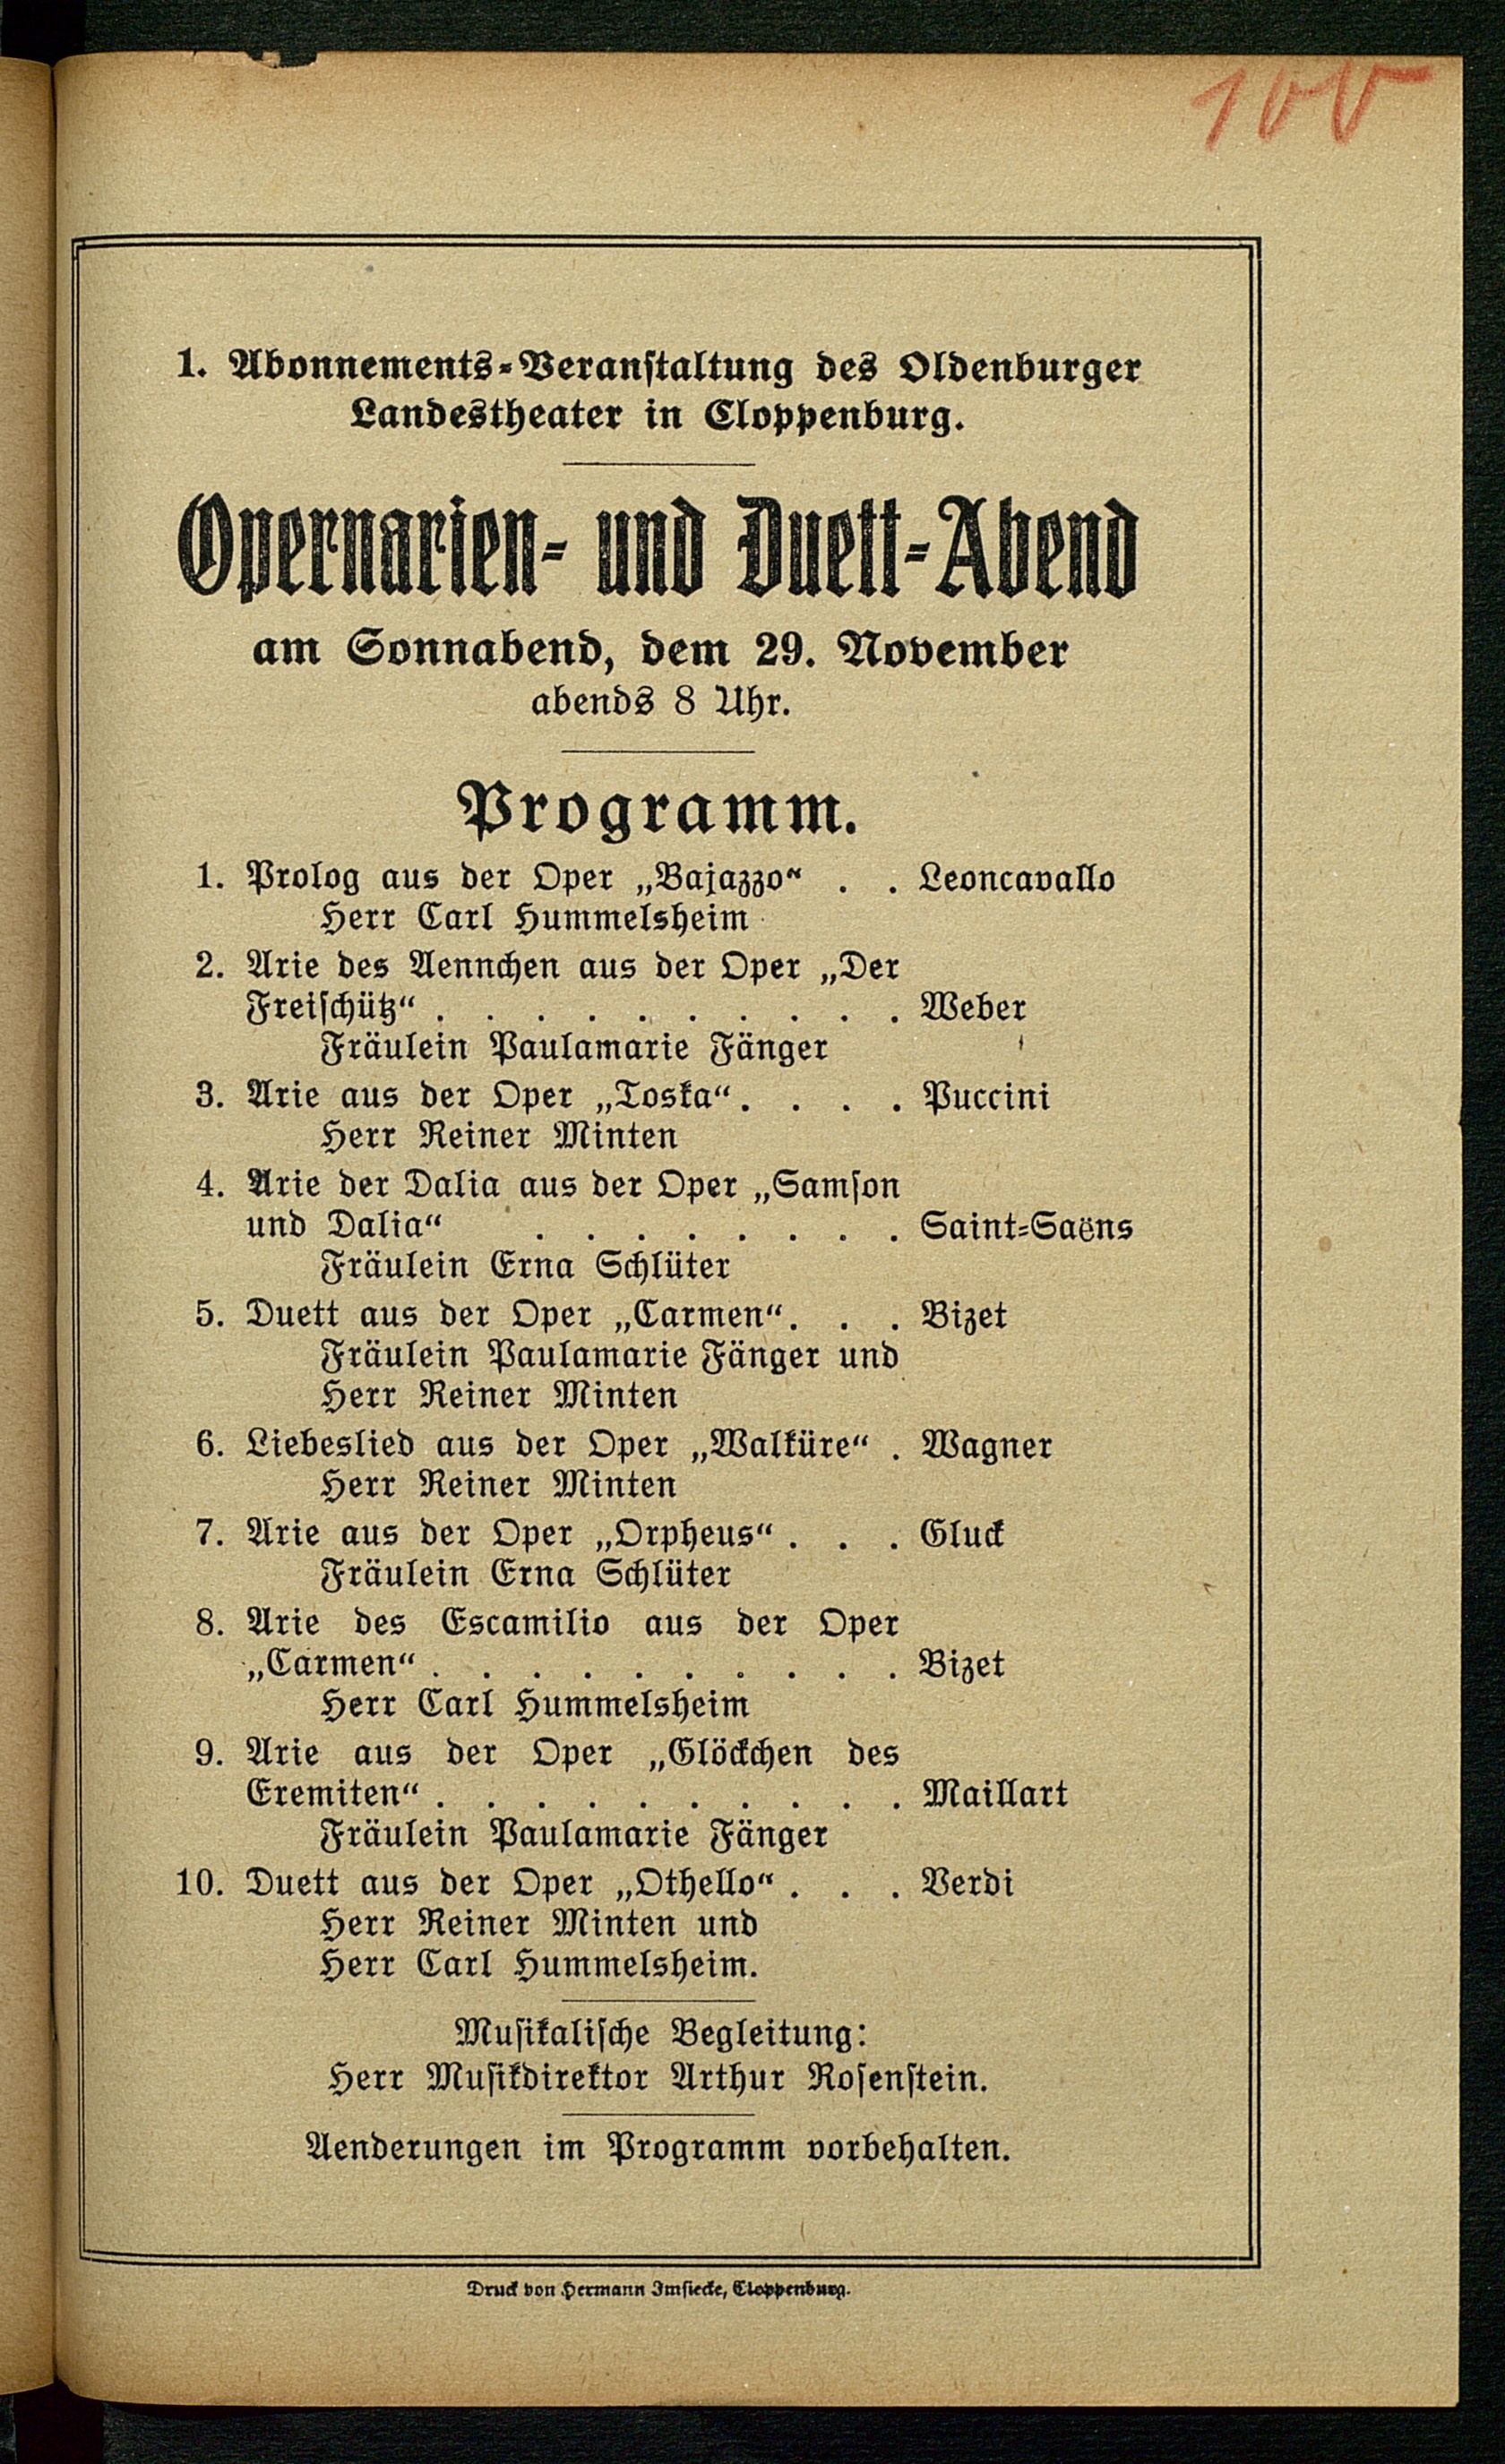 100
1. Abonnements-Veranstaltung des Oldenburger
Landestheater in Cloppenburg.
Opernarien- und Duett-Abend
am Sonnabend, dem 29. November
abends 8 Uhr.
Programm.
1. Prolog aus der Oper „Bajazzo“ . . Leoncavallo
Herr Carl Hummelsheim
2. Arie des Aennchen aus der Oper „Der
Freischütz“ . . . . . . . . . . Weber
Fräulein Paulamarie Fänger
3. Arie aus der Oper „Toska“ . . . . Puccini
Herr Reiner Minten
4. Arie der Dalia aus der Oper „Samson
und Dalia“ . . . . . . . . Saint-Saëns
Fräulein Erna Schlüter
5. Duett aus der Oper „Carmen“ . . . Bizet
Fräulein Paulamarie Fänger und
Herr Reiner Minten
6. Liebeslied aus der Oper „Walküre“ . Wagner
Herr Reiner Minten
7. Arie aus der Oper „Orpheus“ . . . Gluck
Fräulein Erna Schlüter
8. Arie des Escamilio aus der Oper
„Carmen“ . . . . . . . . . . Bizet
Herr Carl Hummelsheim
9. Arie aus der Oper „Glöckchen des
Eremiten“ . . . . . . . . . . Maillart
Fräulein Paulamarie Fänger
10. Duett aus der Oper „Othello“ . . . Verdi
Herr Reiner Minten und
Herr Carl Hummelsheim.
Musikalische Begleitung:
Herr Musikdirektor Arthur Rosenstein.
Aenderungen im Programm vorbehalten.
Druck von Hermann Imsiecke, Cloppenburg.